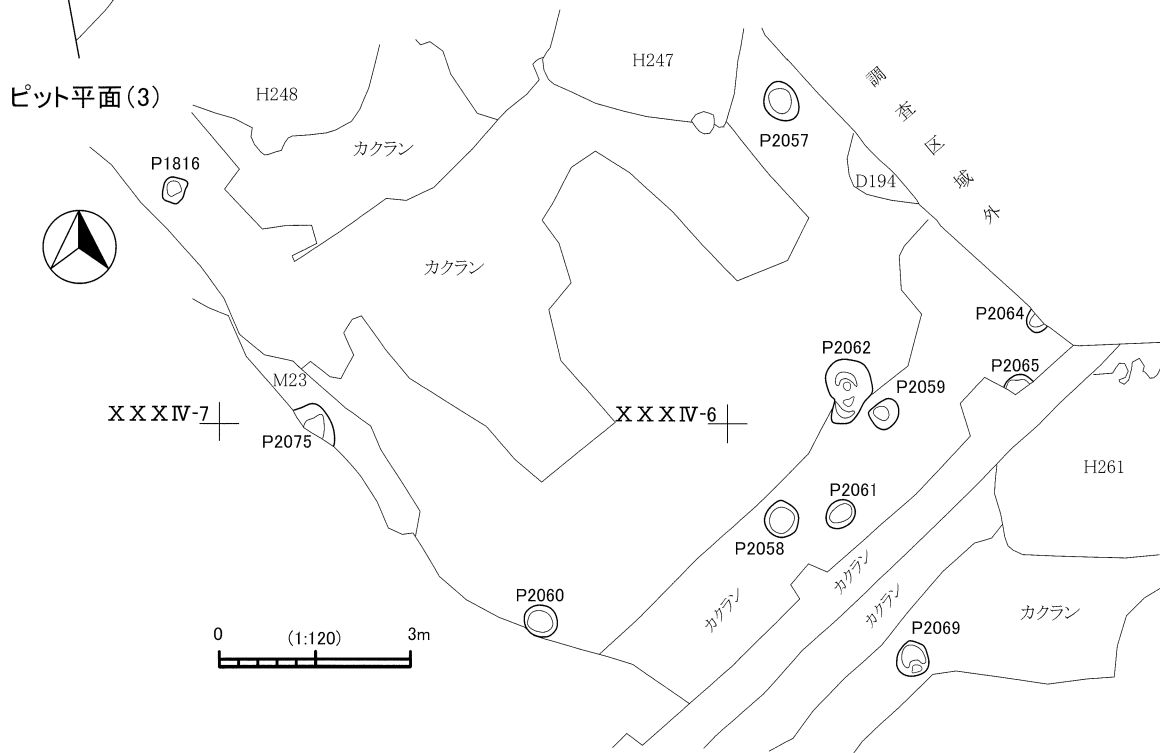 H247
H248
ピット平面(3)
カクラン
P1816
P2057
調査区域外
D194
カクラン
P2064
P2062
P2065
P2059
M23
XXXⅣ-7
XXXⅣ-6
P2075
H261
P2061
P2058
カクラン
カクラン
カクラン
カクラン
P2060
P2069
0 (1:120) 3m